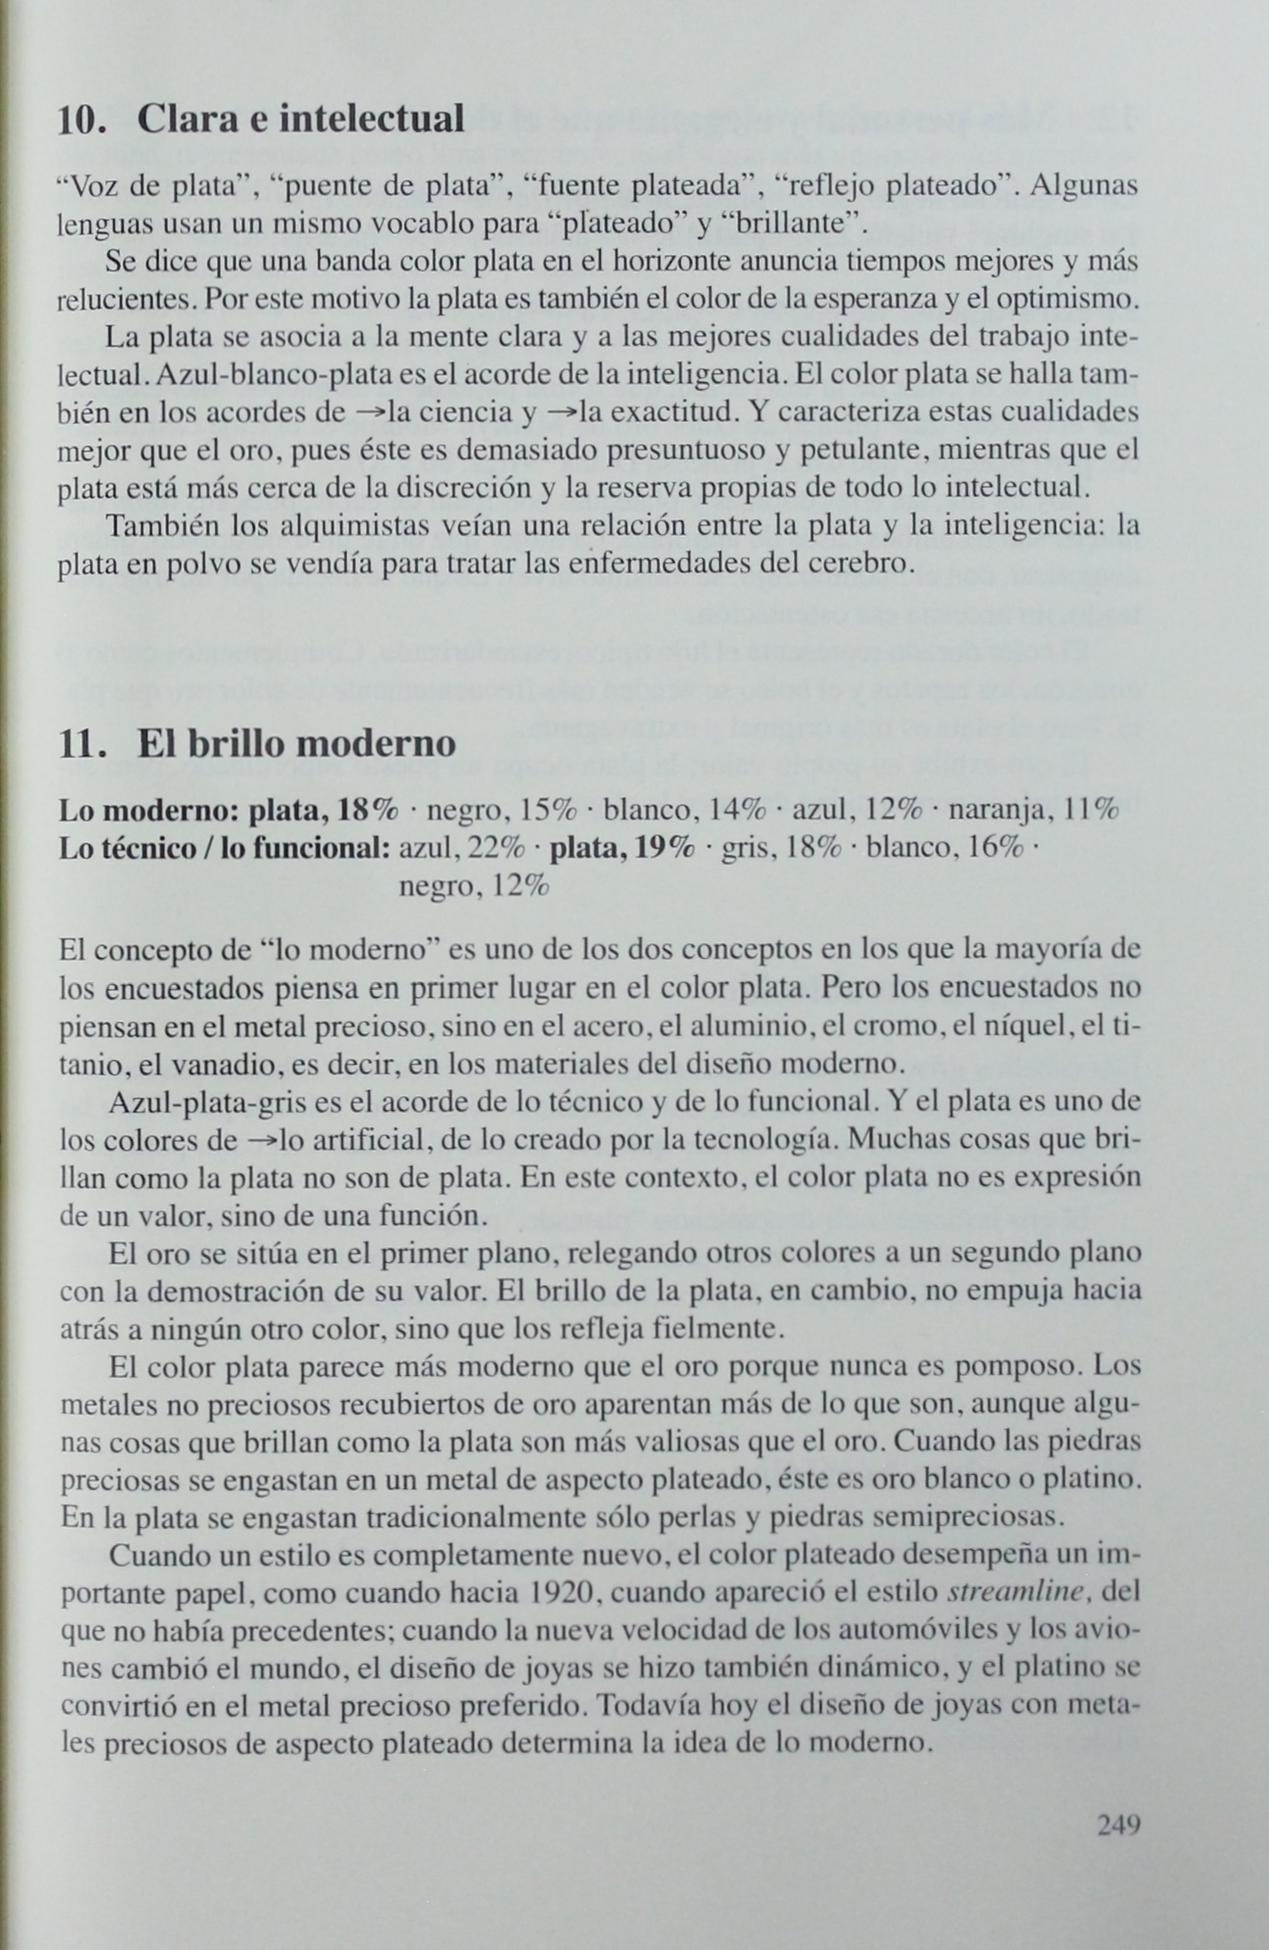 10. Clara e intelectual
“Voz de plata”, “puente de plata”, “fuente plateada”, “reflejo plateado”. Algunas
lenguas usan un mismo vocablo para “plateado” y “brillante”.
Se dice que una banda color plata en el horizonte anuncia tiempos mejores y más
relucientes. Por este motivo la plata es también el color de la esperanza y el optimismo.
La plata se asocia a la mente clara y a las mejores cualidades del trabajo inte-
lectual. Azul-blanco-plata es el acorde de la inteligencia. El color plata se halla tam-
bién en los acordes de →la ciencia y →la exactitud. Y caracteriza estas cualidades
mejor que el oro, pues éste es demasiado presuntuoso y petulante, mientras que el
plata está más cerca de la discreción y la reserva propias de todo lo intelectual.
También los alquimistas veían una relación entre la plata y la inteligencia: la
plata en polvo se vendía para tratar las enfermedades del cerebro.
11. El brillo moderno
Lo moderno: plata, 18% · negro, 15% · blanco, 14% · azul, 12% · naranja, 11%
Lo técnico / lo funcional: azul, 22% · plata, 19% · gris, 18% · blanco, 16% ·
negro, 12%
El concepto de “lo moderno” es uno de los dos conceptos en los que la mayoría de
los encuestados piensa en primer lugar en el color plata. Pero los encuestados no
piensan en el metal precioso, sino en el acero, el aluminio, el cromo, el níquel, el ti-
tanio, el vanadio, es decir, en los materiales del diseño moderno.
Azul-plata-gris es el acorde de lo técnico y de lo funcional. Y el plata es uno de
los colores de →lo artificial, de lo creado por la tecnología. Muchas cosas que bri-
llan como la plata no son de plata. En este contexto, el color plata no es expresión
de un valor, sino de una función.
El oro se sitúa en el primer plano, relegando otros colores a un segundo plano
con la demostración de su valor. El brillo de la plata, en cambio, no empuja hacia
atrás a ningún otro color, sino que los refleja fielmente.
El color plata parece más moderno que el oro porque nunca es pomposo. Los
metales no preciosos recubiertos de oro aparentan más de lo que son, aunque algu-
nas cosas que brillan como la plata son más valiosas que el oro. Cuando las piedras
preciosas se engastan en un metal de aspecto plateado, éste es oro blanco o platino.
En la plata se engastan tradicionalmente sólo perlas y piedras semipreciosas.
Cuando un estilo es completamente nuevo, el color plateado desempeña un im-
portante papel, como cuando hacia 1920, cuando apareció el estilo streamline, del
que no había precedentes; cuando la nueva velocidad de los automóviles y los avio-
nes cambió el mundo, el diseño de joyas se hizo también dinámico, y el platino se
convirtió en el metal precioso preferido. Todavía hoy el diseño de joyas con meta-
les preciosos de aspecto plateado determina la idea de lo moderno.
249